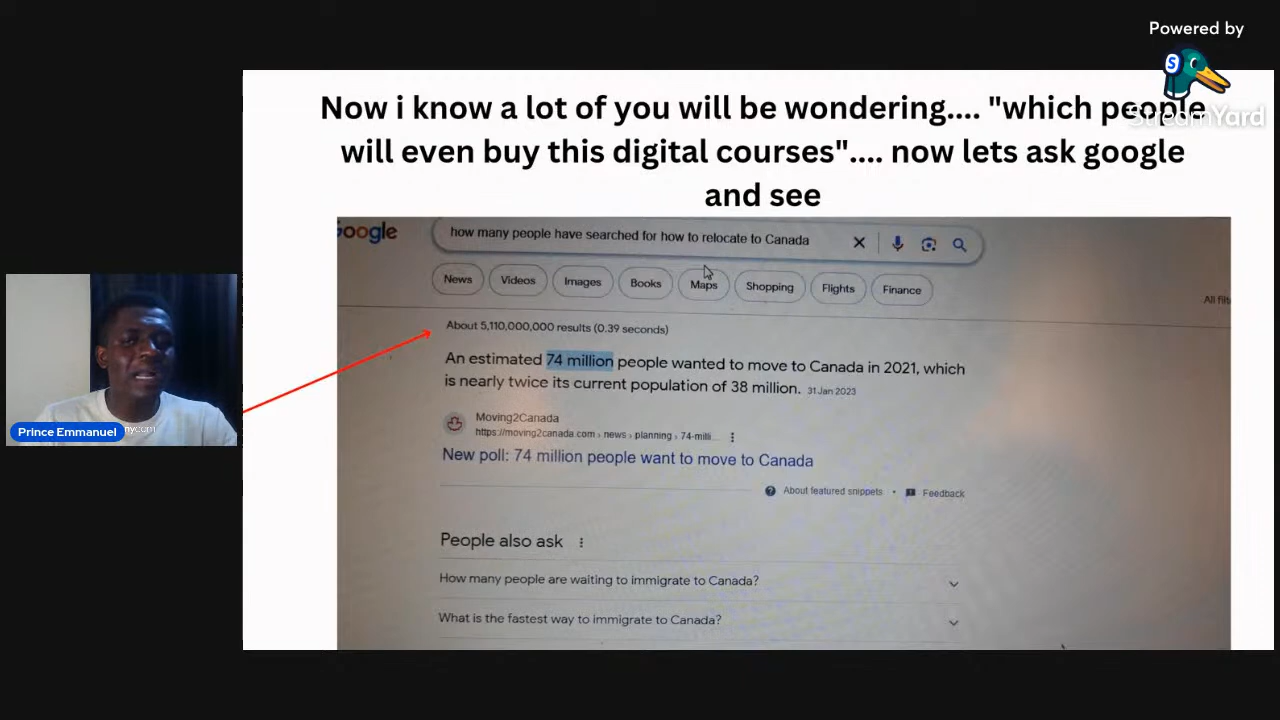 Powered by
StreamYard
Now i know a lot of you will be wondering.... "which people
will even buy this digital courses".... now lets ask google
and see
Google
how many people have searched for how to relocate to Canada
News Videos Images Books Maps Shopping Flights Finance
About 5,110,000,000 results (0.39 seconds)
An estimated 74 million people wanted to move to Canada in 2021, which
is nearly twice its current population of 38 million. 31 Jan 2023
Moving2Canada
https://moving2canada.com › news › planning › 74-milli...
New poll: 74 million people want to move to Canada
About featured snippets • Feedback
People also ask
How many people are waiting to immigrate to Canada?
What is the fastest way to immigrate to Canada?
Prince Emmanuel